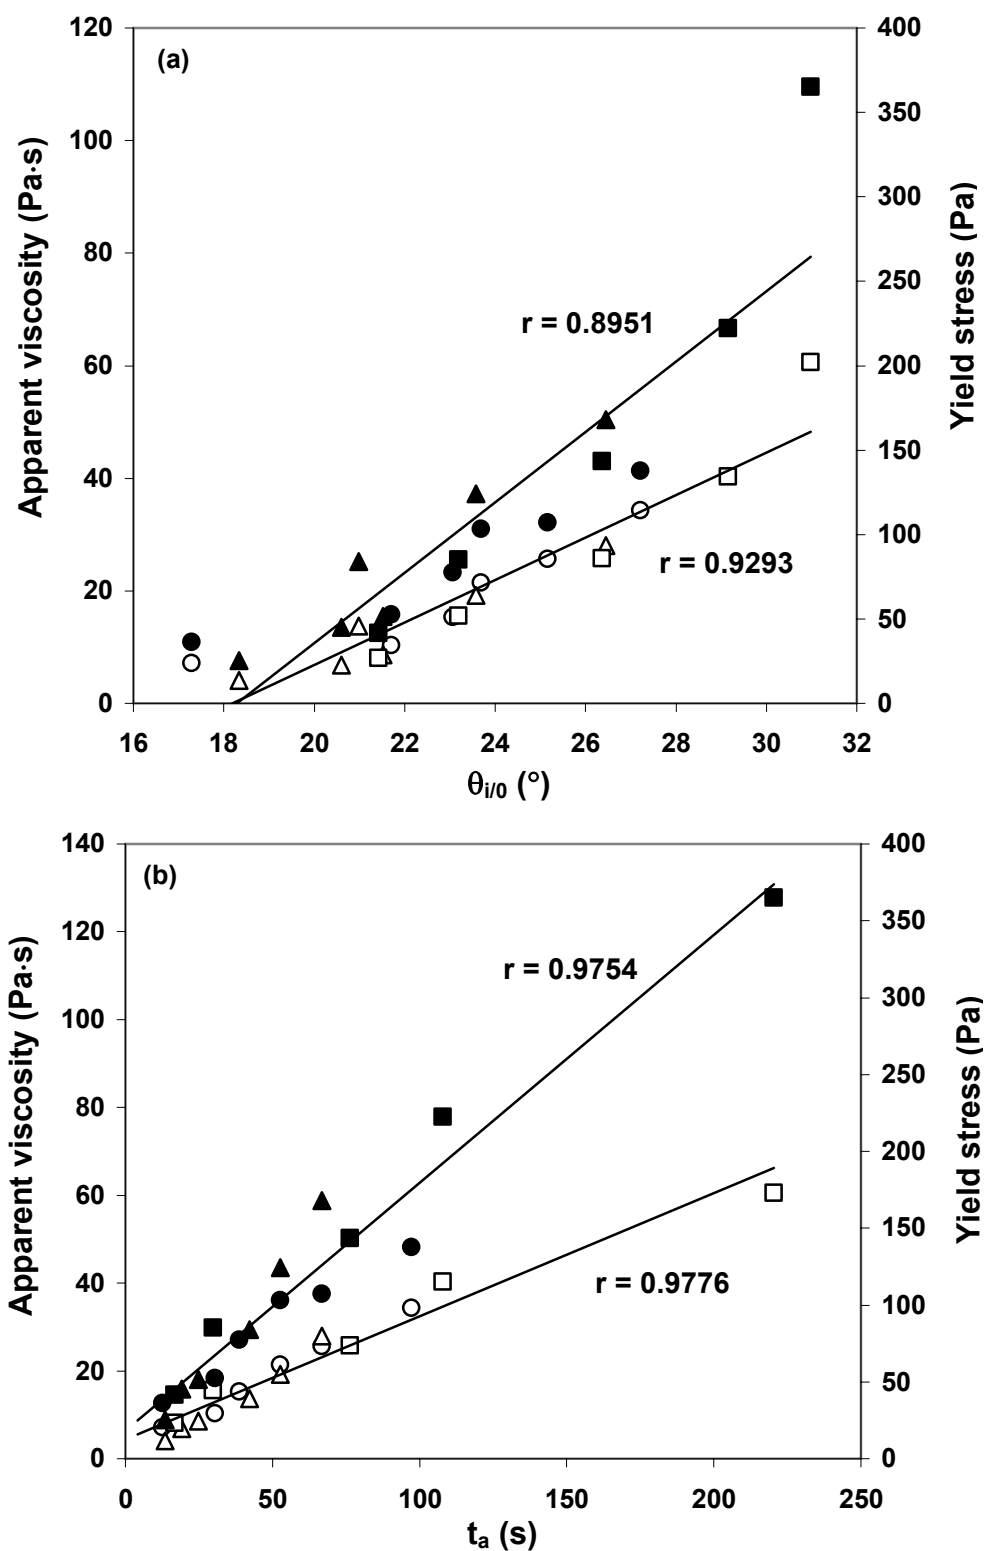 (a)
120
100
80
60
40
20
0
Apparent viscosity (Pa·s)
400
350
300
250
200
150
100
50
0
Yield stress (Pa)
r = 0.8951
r = 0.9293
16 18 20 22 24 26 28 30 32
θi/0 (°)
(b)
140
120
100
80
60
40
20
0
Apparent viscosity (Pa·s)
400
350
300
250
200
150
100
50
0
Yield stress (Pa)
r = 0.9754
r = 0.9776
0 50 100 150 200 250
ta (s)